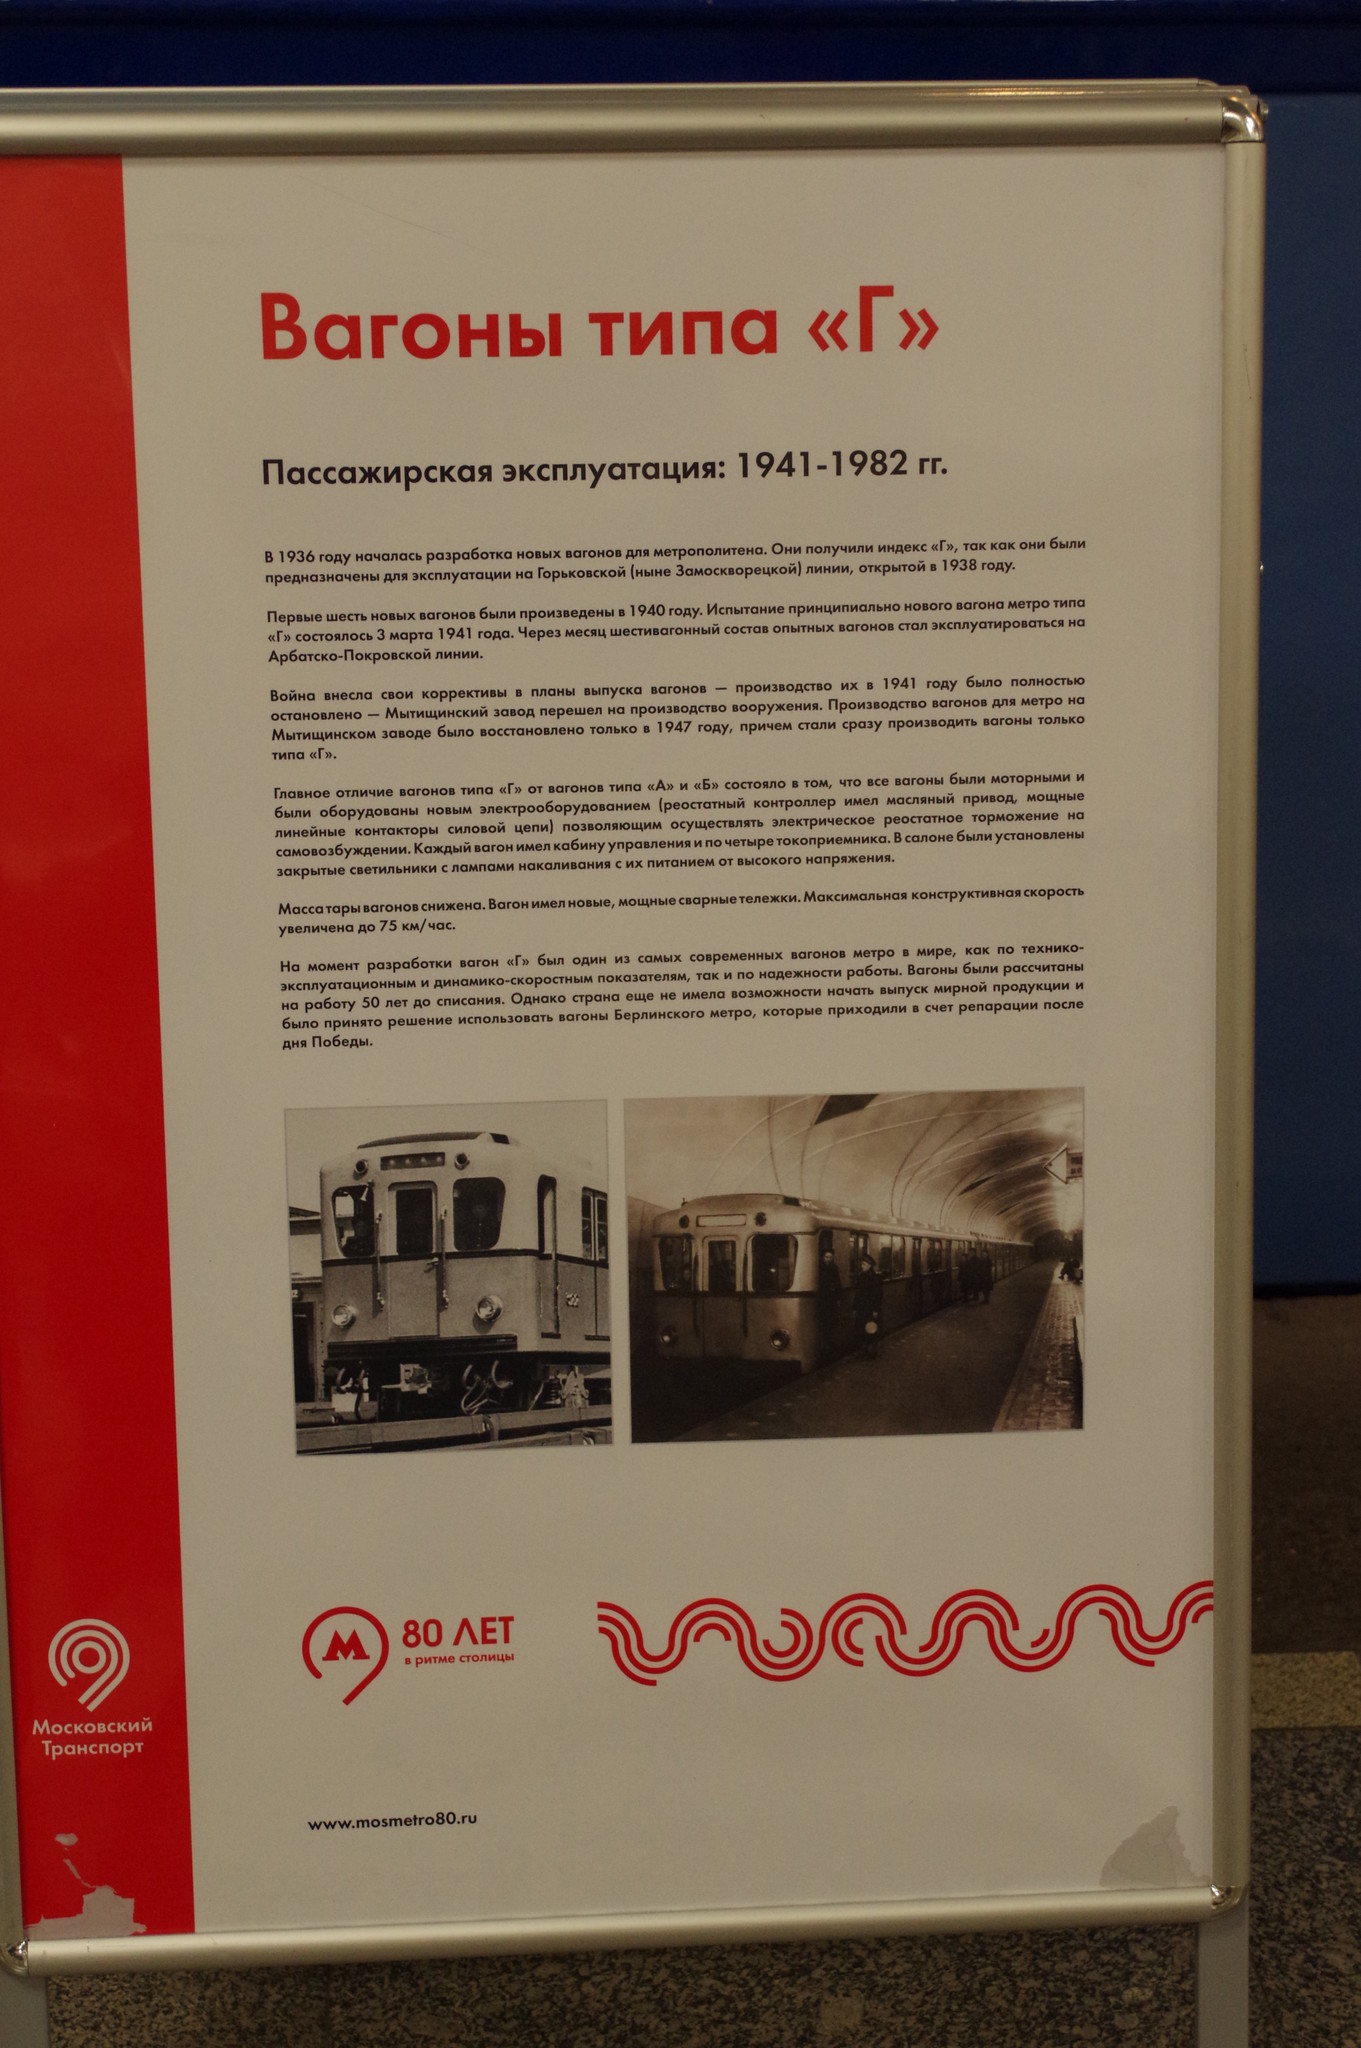 Вагоны типа «Г»
Пассажирская эксплуатация: 1941-1982 гг.
В 1936 году началась разработка новых вагонов для метрополитена. Они получили индекс «Г», так как они были
предназначены для эксплуатации на Горьковской (ныне Замоскворецкой) линии, открытой в 1938 году.
Первые шесть новых вагонов были произведены в 1940 году. Испытание принципиально нового вагона метро типа
«Г» состоялось 3 марта 1941 года. Через месяц шестивагонный состав опытных вагонов стал эксплуатироваться на
Арбатско-Покровской линии.
Война внесла свои коррективы в планы выпуска вагонов — производство их в 1941 году было полностью
остановлено — Мытищинский завод перешел на производство вооружения. Производство вагонов для метро на
Мытищинском заводе было восстановлено только в 1947 году, причем стали сразу производить вагоны только
типа «Г».
Главное отличие вагонов типа «Г» от вагонов типа «А» и «Б» состояло в том, что все вагоны были моторными и
были оборудованы новым электрооборудованием (реостатный контроллер имел масляный привод, мощные
линейные контакторы силовой цепи) позволяющим осуществлять электрическое реостатное торможение на
самовозбуждении. Каждый вагон имел кабину управления и по четыре токоприемника. В салоне были установлены
закрытые светильники с лампами накаливания с их питанием от высокого напряжения.
Масса тары вагонов снижена. Вагон имел новые, мощные сварные тележки. Максимальная конструктивная скорость
увеличена до 75 км/час.
На момент разработки вагон «Г» был один из самых современных вагонов метро в мире, как по технико-
эксплуатационным и динамико-скоростным показателям, так и по надежности работы. Вагоны были рассчитаны
на работу 50 лет до списания. Однако страна еще не имела возможности начать выпуск мирной продукции и
было принято решение использовать вагоны Берлинского метро, которые приходили в счет репарации после
дня Победы.
М 80 ЛЕТ
в ритме столицы
Московский
Транспорт
www.mosmetro80.ru